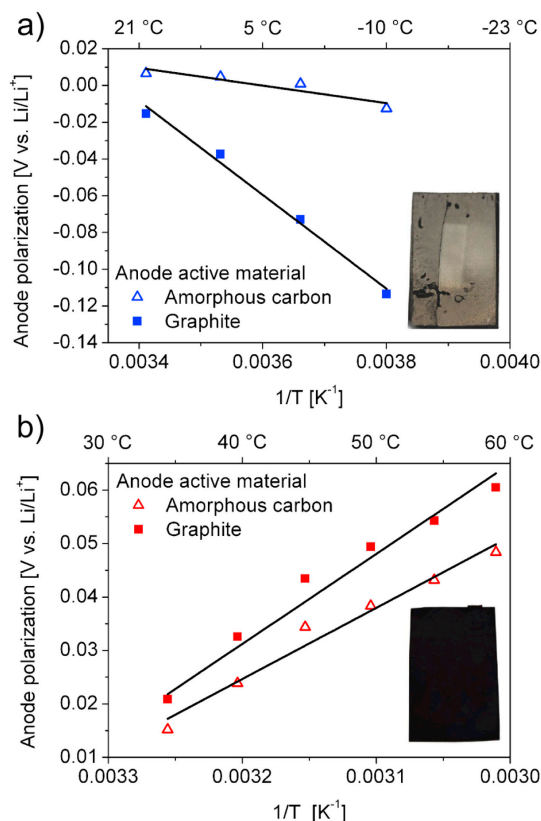 a)
21 °C 5 °C -10 °C -23 °C
0.02
0.00
-0.02
-0.04
-0.06
-0.08
-0.10
-0.12
-0.14
Anode polarization [V vs. Li/Li⁺]
Anode active material
Amorphous carbon
Graphite
0.0034 0.0036 0.0038 0.0040
1/T [K⁻¹]
b)
30 °C 40 °C 50 °C 60 °C
0.06
0.05
0.04
0.03
0.02
0.01
Anode polarization [V vs. Li/Li⁺]
Anode active material
Amorphous carbon
Graphite
0.0033 0.0032 0.0031 0.0030
1/T [K⁻¹]